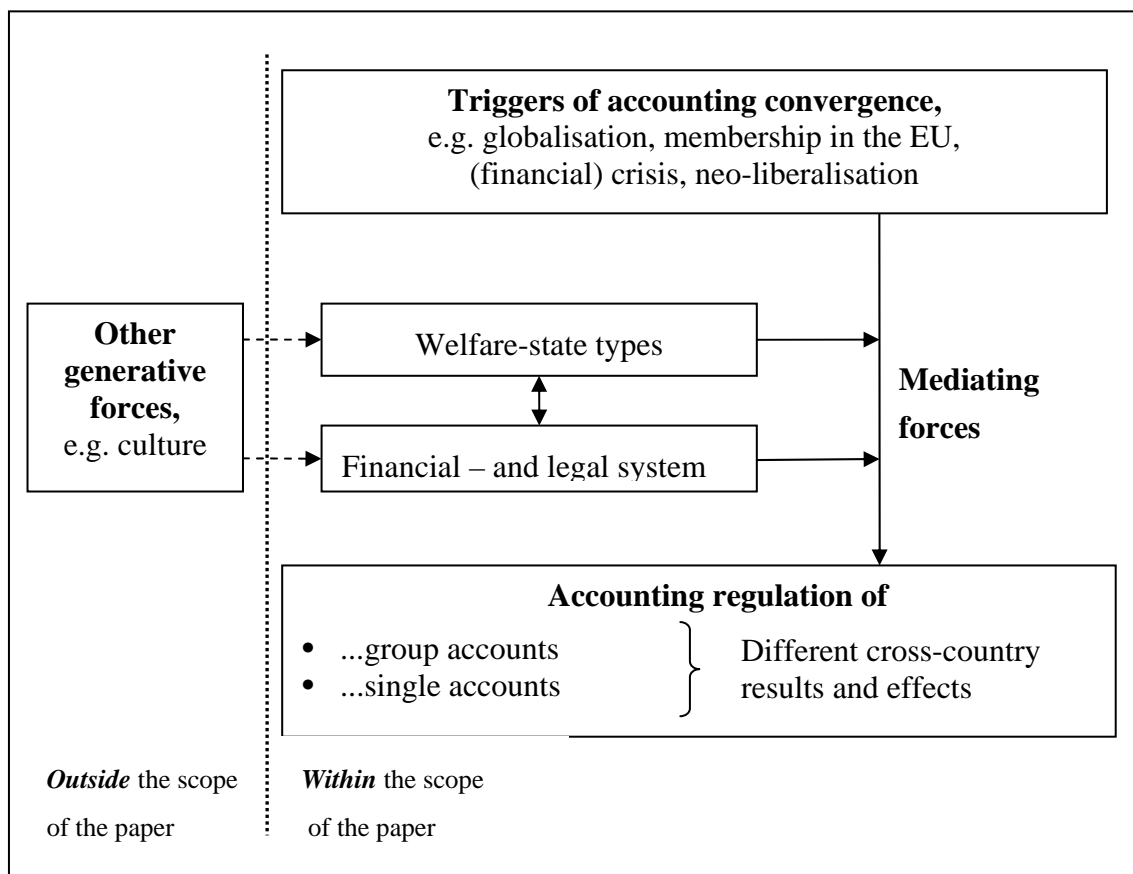 Triggers of accounting convergence,
e.g. globalisation, membership in the EU,
(financial) crisis, neo-liberalisation
Other
generative
forces,
e.g. culture
Welfare-state types
Financial – and legal system
Mediating
forces
Accounting regulation of
• ...group accounts
• ...single accounts
Different cross-country
results and effects
Outside the scope
of the paper
Within the scope
of the paper